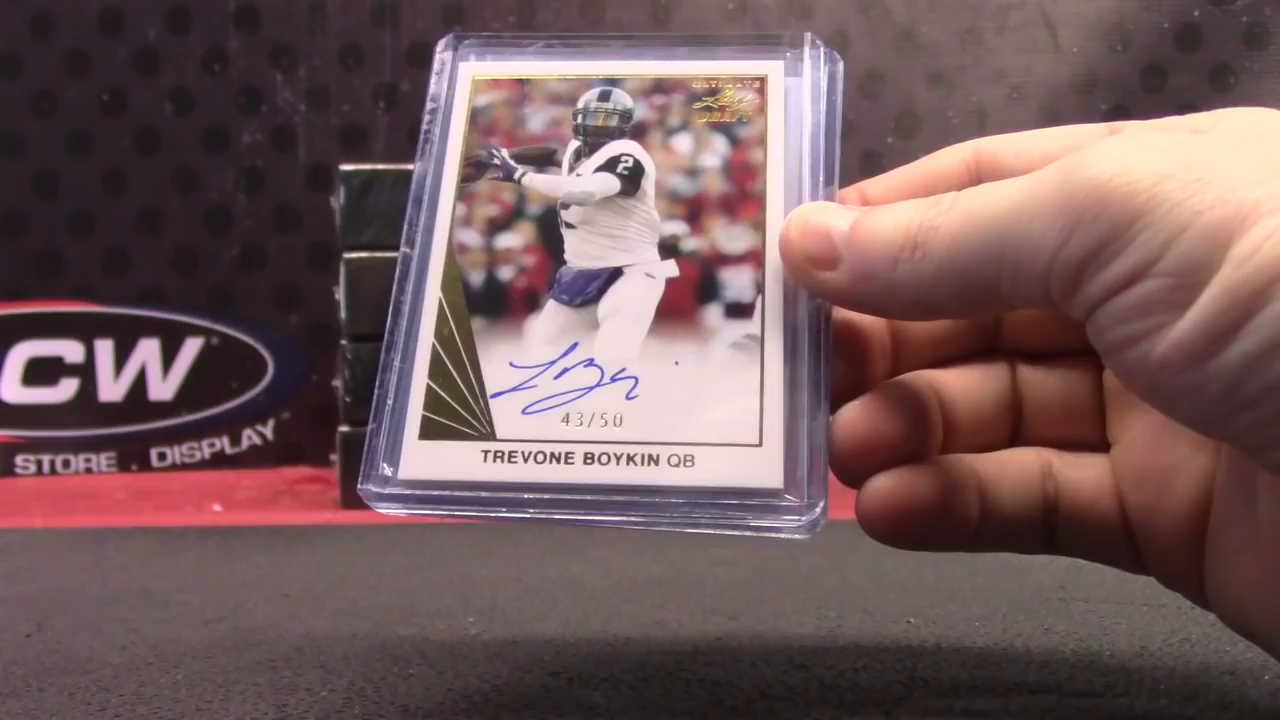 ULTIMATE
Leaf
DRAFT
2
43/50
TREVONE BOYKIN QB
CW
STORE . DISPLAY